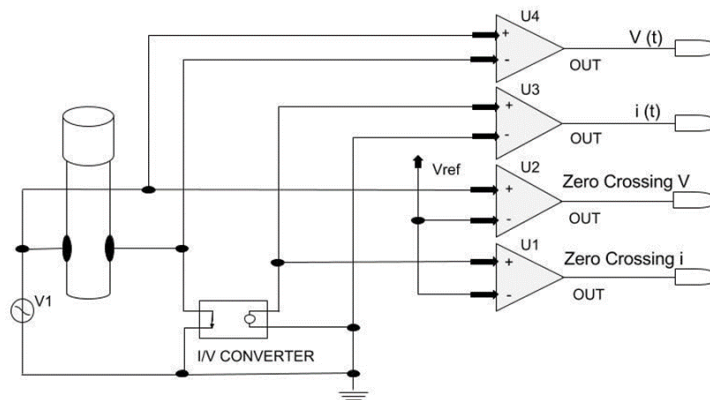 U4
+
-
V (t)
OUT
U3
+
-
i (t)
OUT
Vref
U2
+
-
Zero Crossing V
OUT
U1
+
-
Zero Crossing i
OUT
V1
I/V CONVERTER